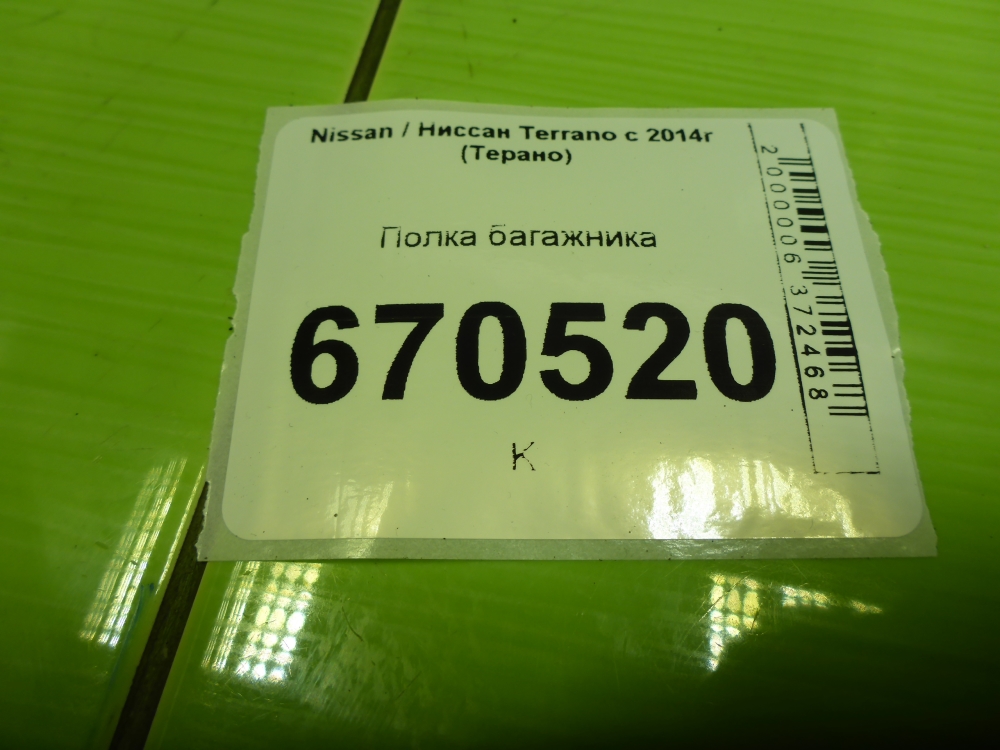 Nissan / Ниссан Terrano с 2014г
(Терано)
Полка багажника
670520
К
2000006372468